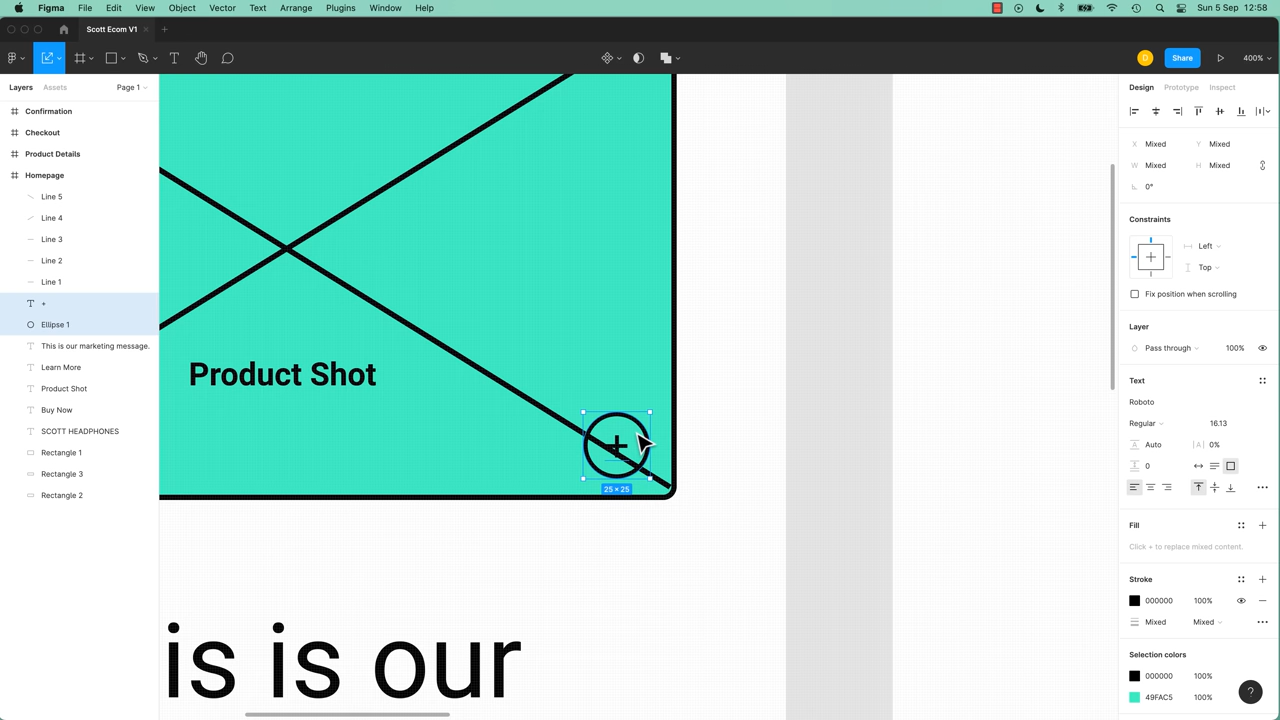 Figma File Edit View Object Vector Text Arrange Plugins Window Help Sun 5 Sep 12:58
Scott Ecom V1
Share 400%
D
Layers Assets Page 1
Confirmation
Checkout
Product Details
Homepage
Line 5
Line 4
Line 3
Line 2
Line 1
+
Ellipse 1
This is our marketing message.
Learn More
Product Shot
Buy Now
SCOTT HEADPHONES
Rectangle 1
Rectangle 3
Rectangle 2
Product Shot
+
25 × 25
is is our
Design Prototype Inspect
X Mixed Y Mixed
W Mixed H Mixed
0°
Constraints
Left
Top
Fix position when scrolling
Layer
Pass through 100%
Text
Roboto
Regular 16.13
Auto 0%
0
Fill
Click + to replace mixed content.
Stroke
000000 100%
Mixed Mixed
Selection colors
000000 100%
49FAC5 100%
?